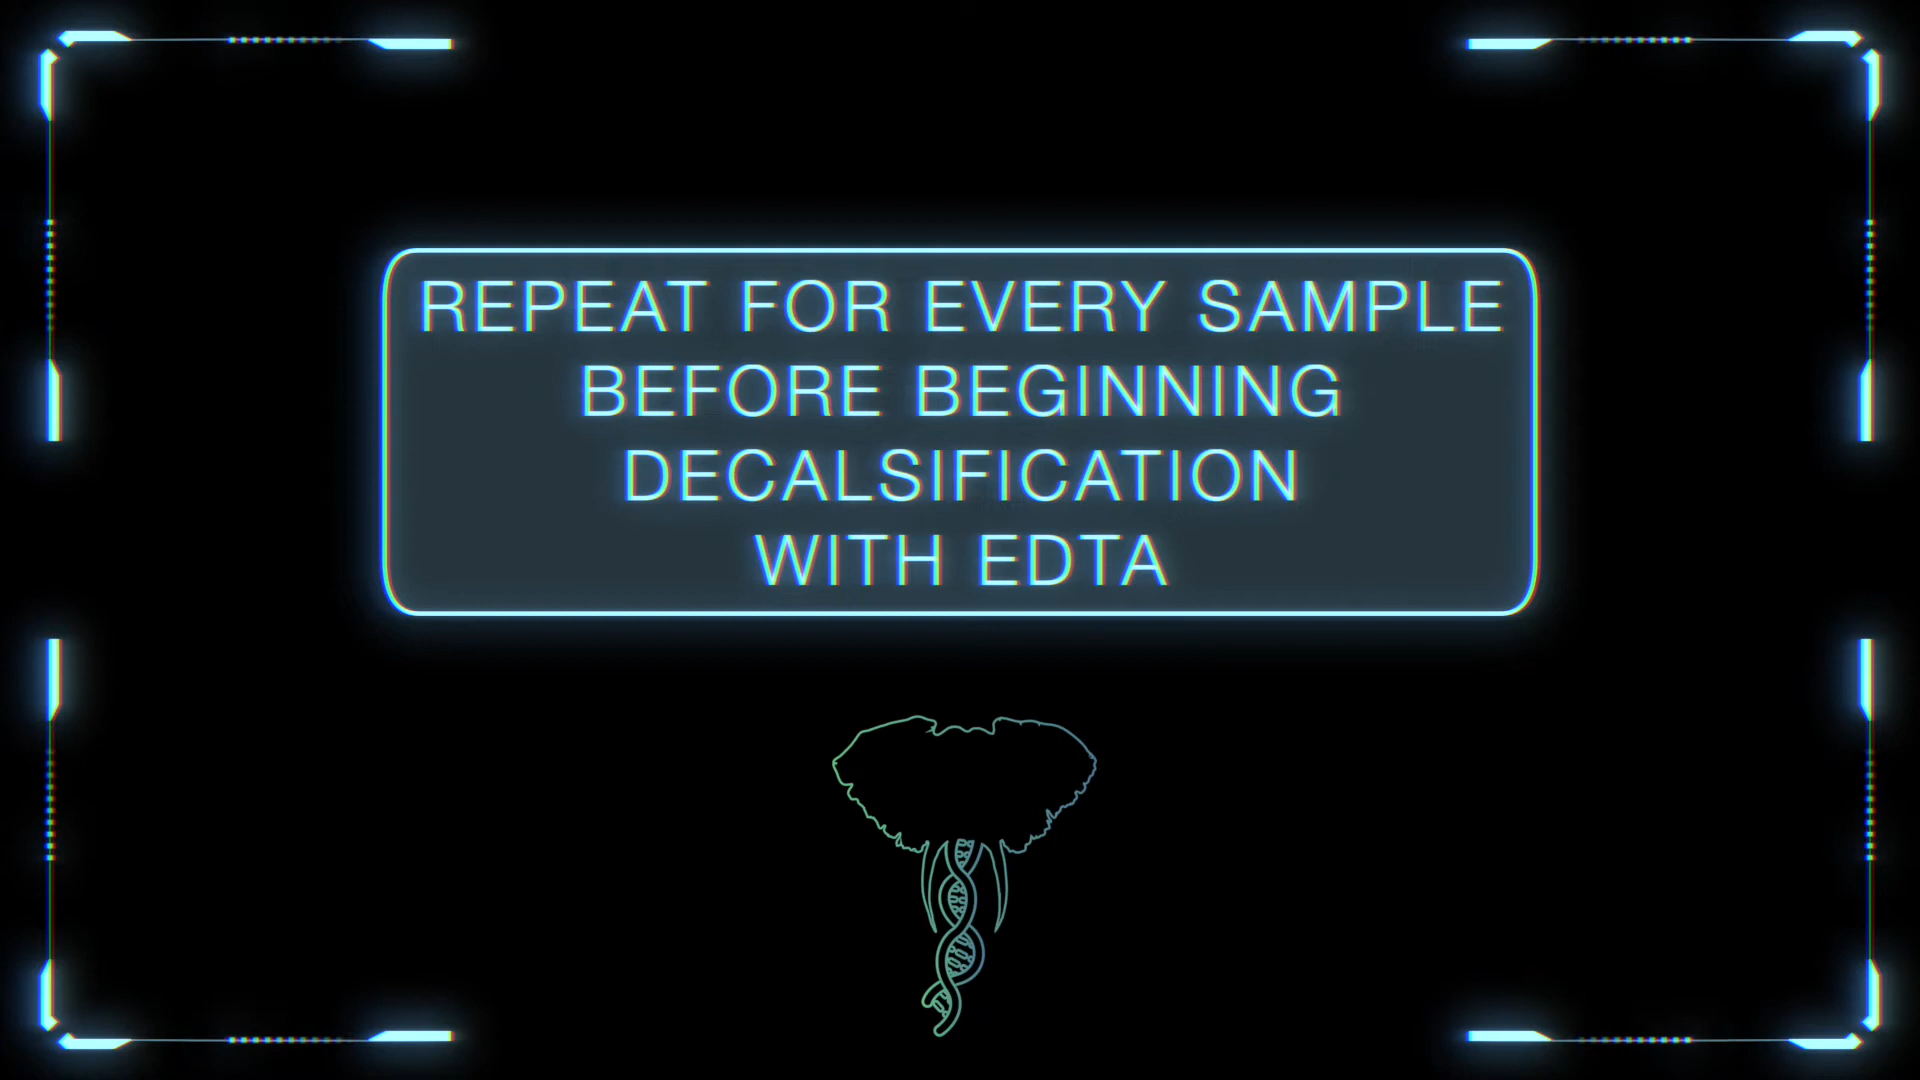 REPEAT FOR EVERY SAMPLE
BEFORE BEGINNING
DECALSIFICATION
WITH EDTA